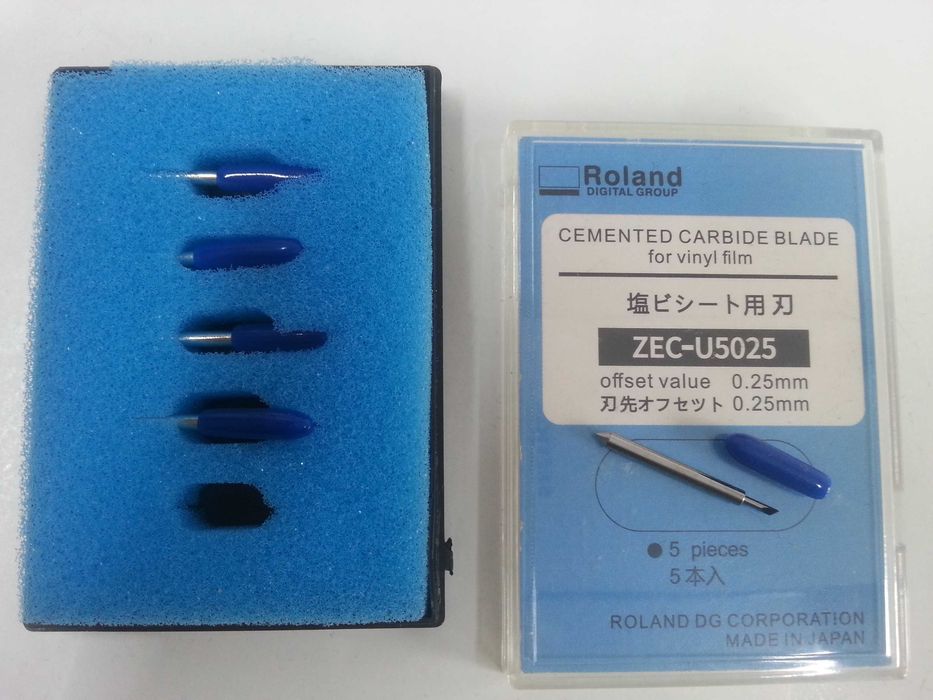 Roland
DIGITAL GROUP
CEMENTED CARBIDE BLADE
for vinyl film
塩ビシート用刃
ZEC-U5025
offset value 0.25mm
刃先オフセット 0.25mm
● 5 pieces
5本入
ROLAND DG CORPORATION
MADE IN JAPAN